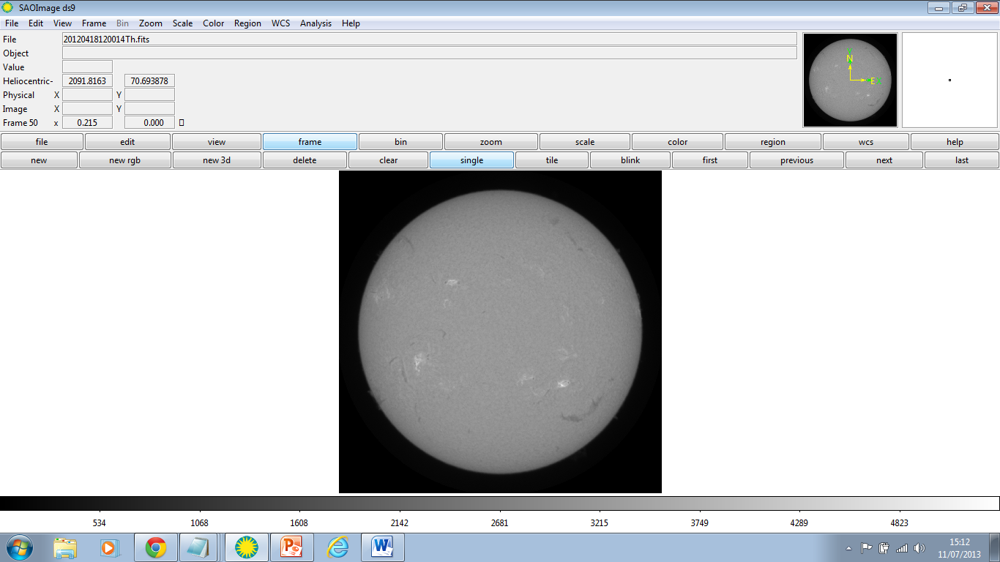 SAOImage ds9
File Edit View Frame Bin Zoom Scale Color Region WCS Analysis Help
File 20120418120014Th.fits
Object
Value
Heliocentric- 2091.8163 70.693878
Physical X Y
Image X Y
Frame 50 x 0.215 0.000
N
E
file edit view frame bin zoom scale color region wcs help
new new rgb new 3d delete clear single tile blink first previous next last
534 1068 1608 2142 2681 3215 3749 4289 4823
15:12
11/07/2013